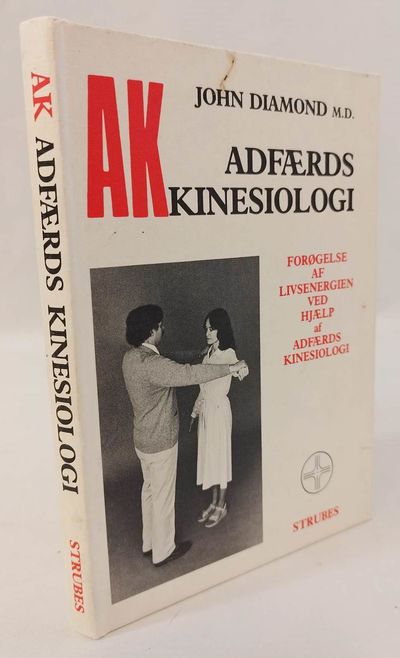 AK ADFÆRDS KINESIOLOGI STRUBES
AK
JOHN DIAMOND M.D.
ADFÆRDS
KINESIOLOGI
FORØGELSE
AF
LIVSENERGIEN
VED
HJÆLP
af
ADFÆRDS
KINESIOLOGI
STRUBES